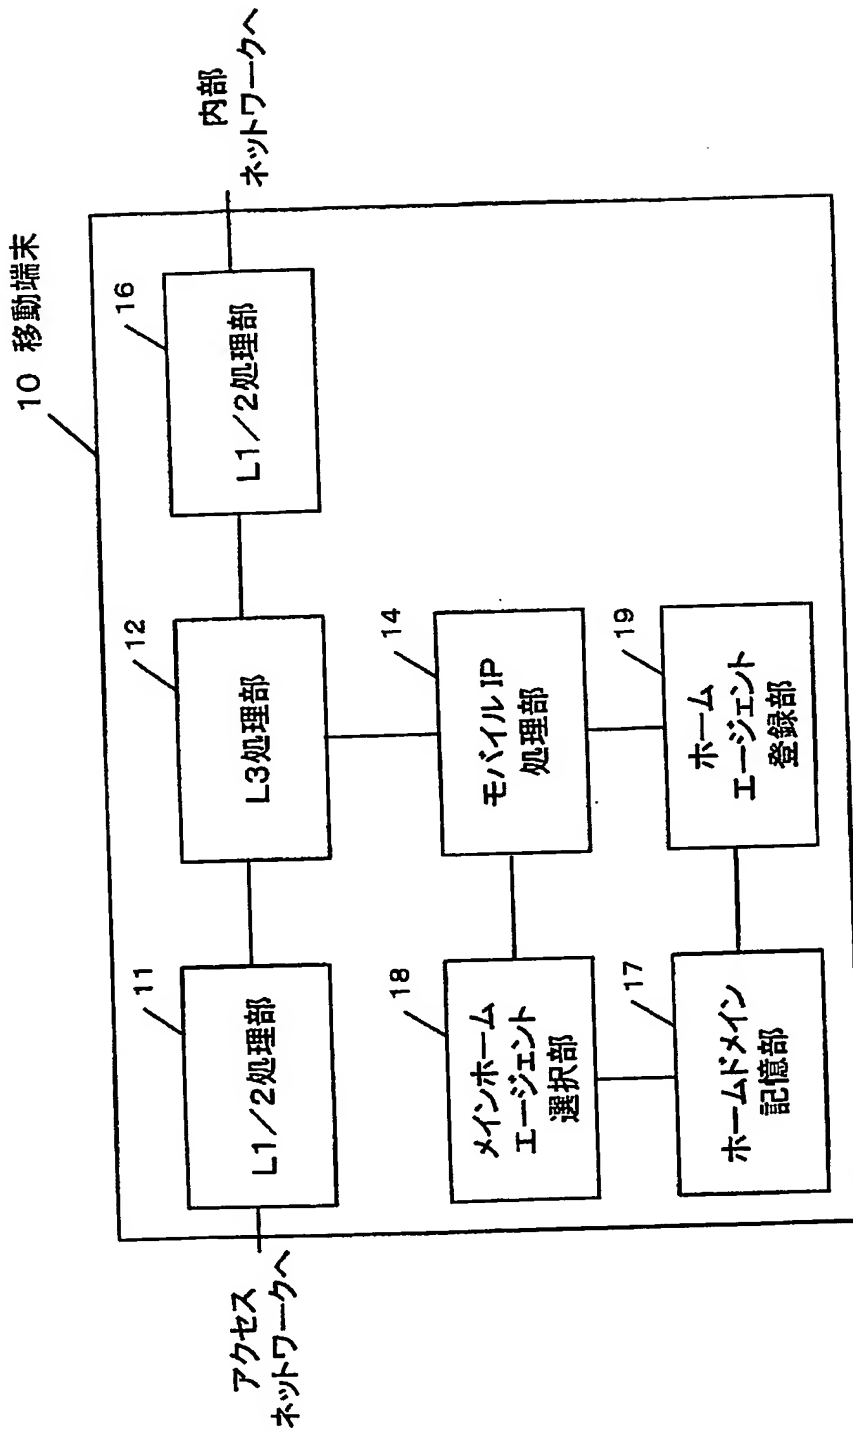 10 移動端末
アクセス
ネットワークへ
11
L1／2処理部
12
L3処理部
16
L1／2処理部
内部
ネットワークへ
18
メインホーム
エージェント
選択部
14
モバイルIP
処理部
17
ホームドメイン
記憶部
19
ホーム
エージェント
登録部